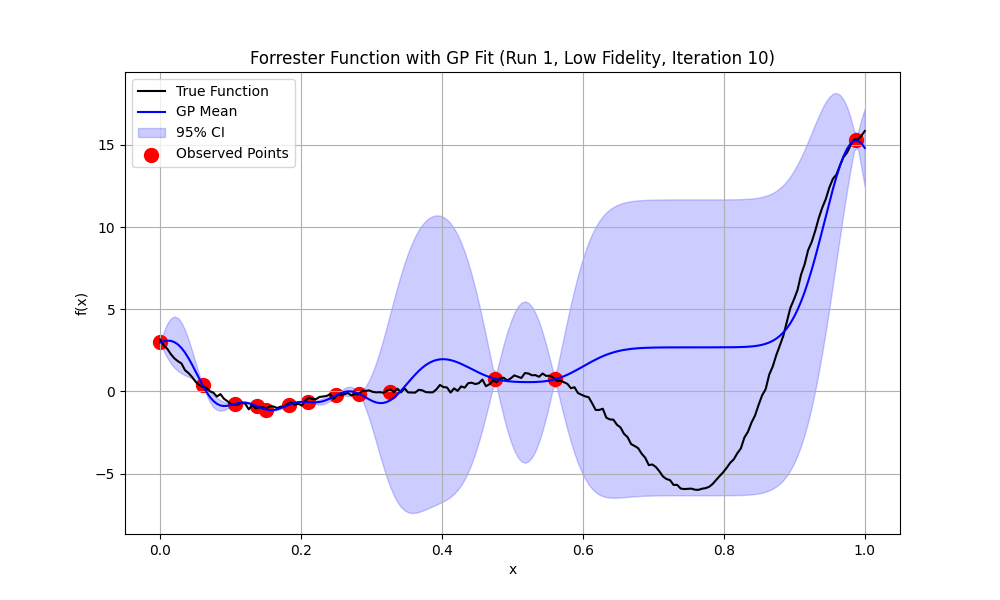 Forrester Function with GP Fit (Run 1, Low Fidelity, Iteration 10)
True Function
GP Mean
95% CI
Observed Points
f(x)
15
10
5
0
−5
0.0 0.2 0.4 0.6 0.8 1.0
x